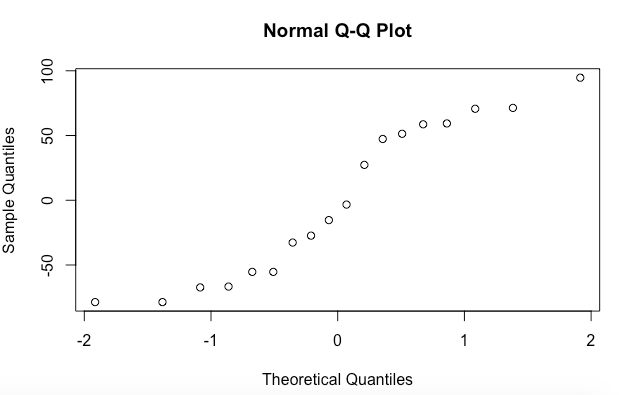 Normal Q-Q Plot
Sample Quantiles
100
50
0
-50
-2 -1 0 1 2
Theoretical Quantiles